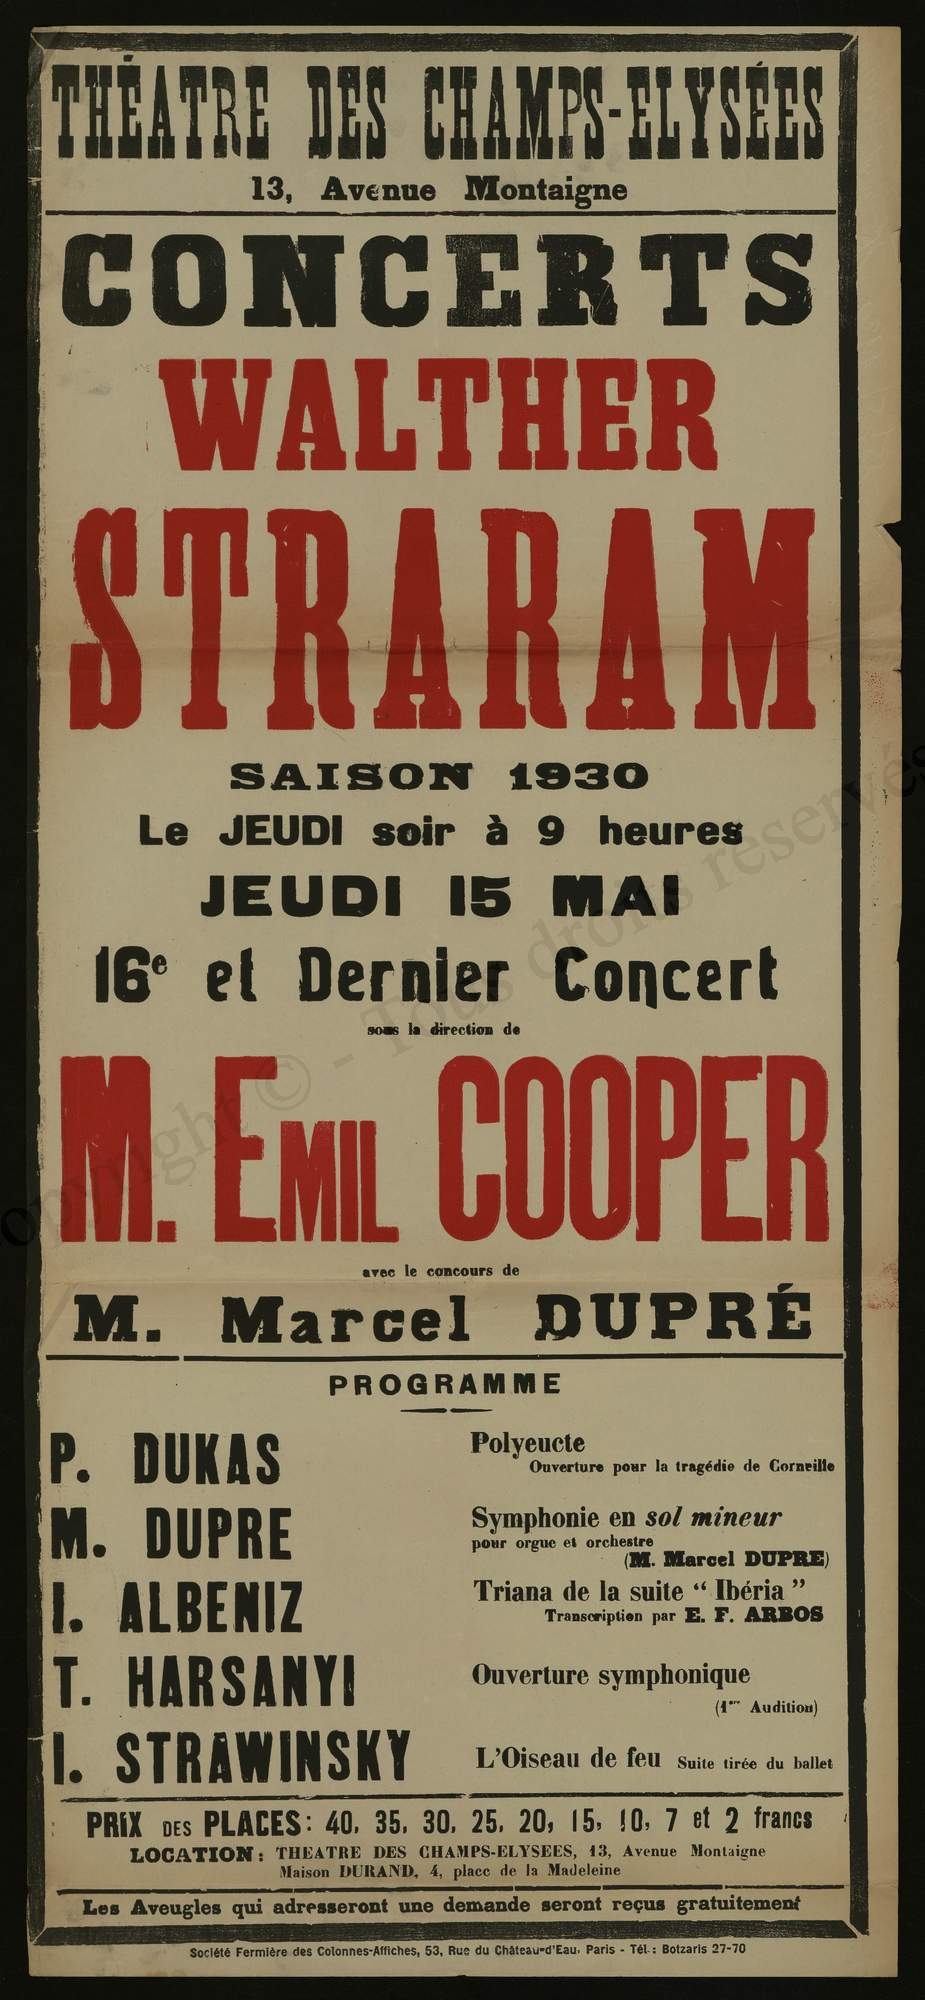 THÉATRE DES CHAMPS-ELYSÉES
13, Avenue Montaigne
CONCERTS
WALTHER
STRARAM
SAISON 1930
Le JEUDI soir à 9 heures
JEUDI 15 MAI
16e et Dernier Concert
sous la direction de
M. EMIL COOPER
avec le concours de
M. Marcel DUPRÉ
PROGRAMME
P. DUKAS Polyeucte
Ouverture pour la tragédie de Corneille
M. DUPRE Symphonie en sol mineur
pour orgue et orchestre
(M. Marcel DUPRE)
I. ALBENIZ Triana de la suite “ Ibéria ”
Transcription par E. F. ARBOS
T. HARSANYI Ouverture symphonique
(1re Audition)
I. STRAWINSKY L'Oiseau de feu Suite tirée du ballet
PRIX DES PLACES : 40, 35, 30, 25, 20, 15, 10, 7 et 2 francs
LOCATION : THEATRE DES CHAMPS-ELYSEES, 13, Avenue Montaigne
Maison DURAND, 4, place de la Madeleine
Les Aveugles qui adresseront une demande seront reçus gratuitement
Société Fermière des Colonnes-Affiches, 53, Rue du Château-d'Eau, Paris - Tél. : Botzaris 27-70
opyright © - Tous droits réservés